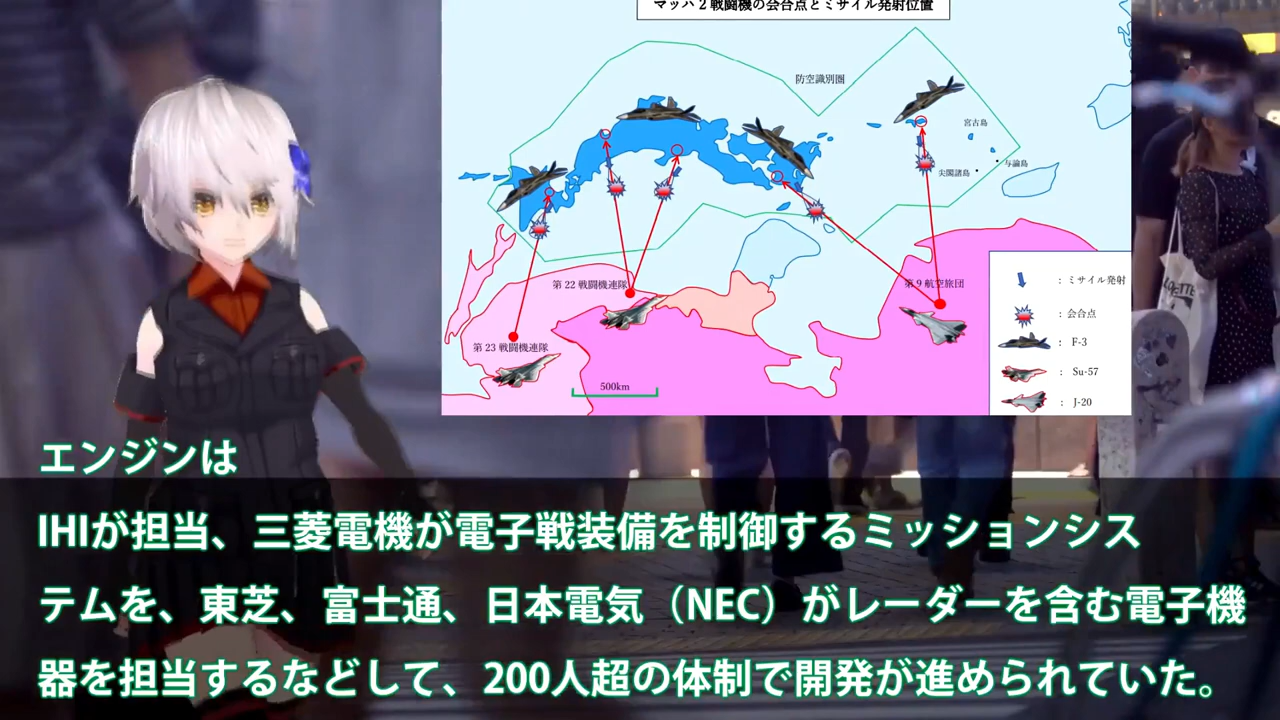 マッハ2戦闘機の会合点とミサイル発射位置
防空識別圏
宮古島
与論島
尖閣諸島
第22戦闘機連隊
第9航空旅団
第23戦闘機連隊
500km
：ミサイル発射
：会合点
：F-3
：Su-57
：J-20
エンジンは
IHIが担当、三菱電機が電子戦装備を制御するミッションシス
テムを、東芝、富士通、日本電気（NEC）がレーダーを含む電子機
器を担当するなどして、200人超の体制で開発が進められていた。